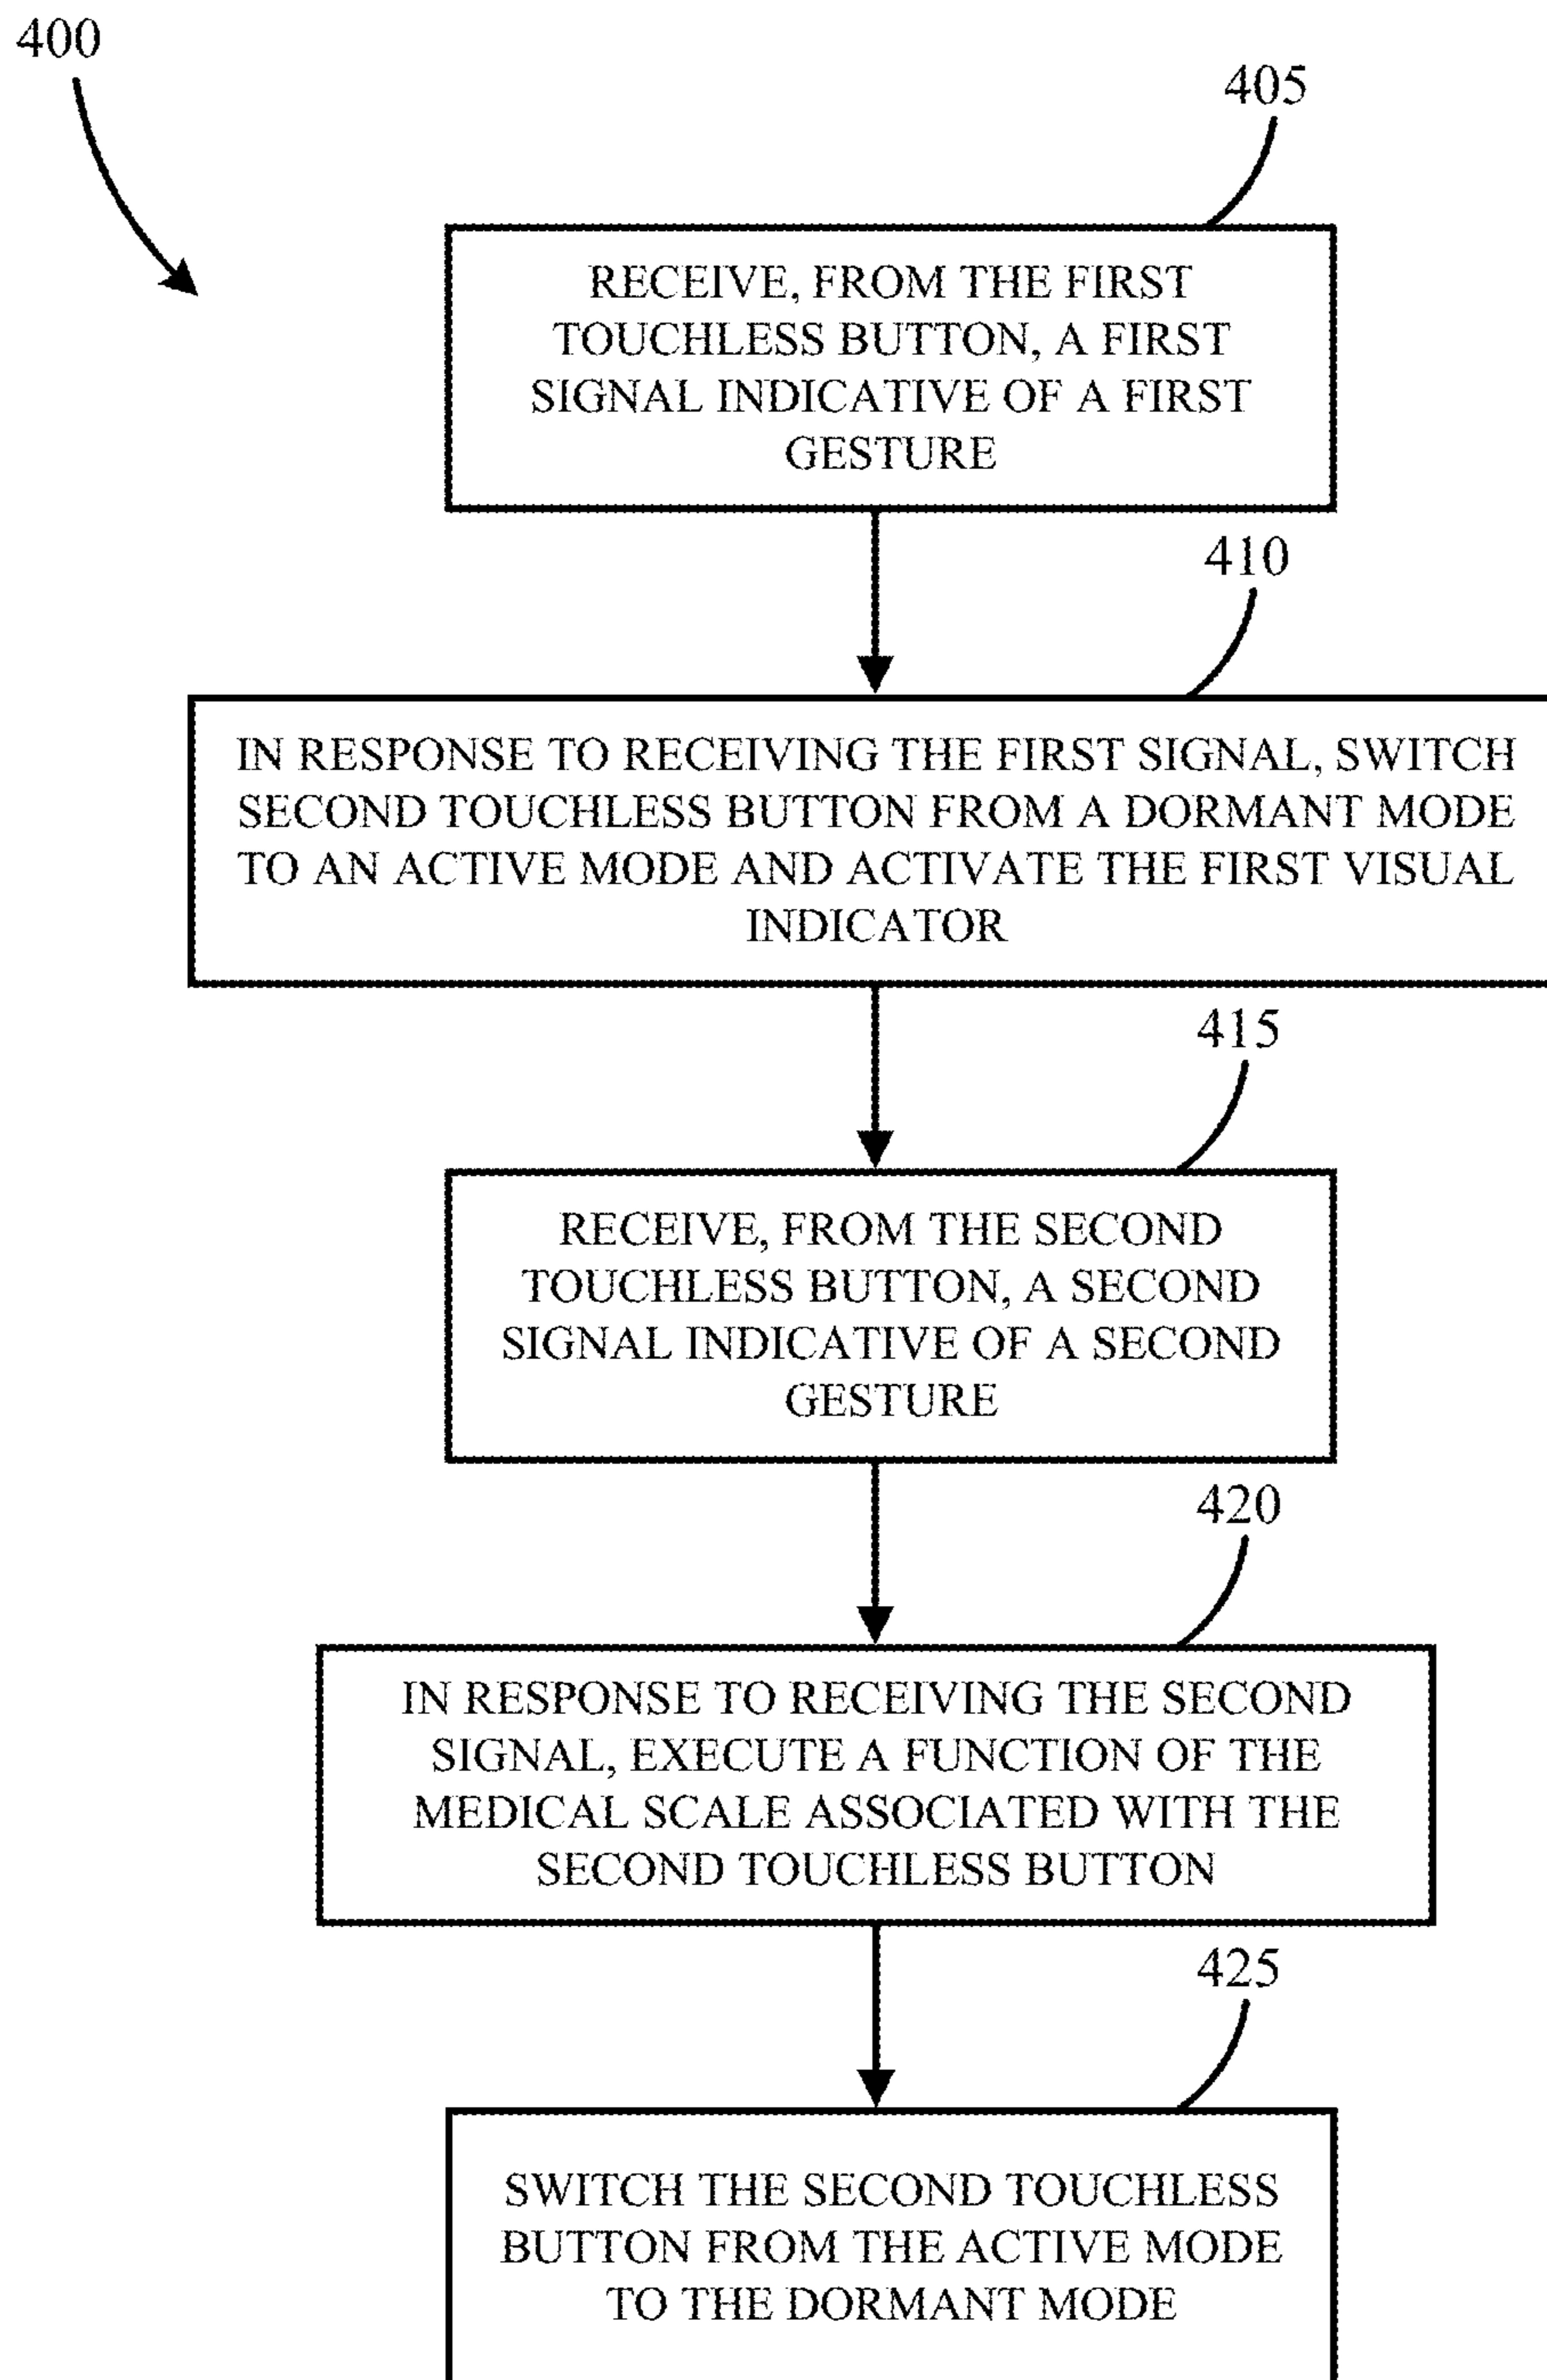 400
405
RECEIVE, FROM THE FIRST
TOUCHLESS BUTTON, A FIRST
SIGNAL INDICATIVE OF A FIRST
GESTURE
410
IN RESPONSE TO RECEIVING THE FIRST SIGNAL, SWITCH
SECOND TOUCHLESS BUTTON FROM A DORMANT MODE
TO AN ACTIVE MODE AND ACTIVATE THE FIRST VISUAL
INDICATOR
415
RECEIVE, FROM THE SECOND
TOUCHLESS BUTTON, A SECOND
SIGNAL INDICATIVE OF A SECOND
GESTURE
420
IN RESPONSE TO RECEIVING THE SECOND
SIGNAL, EXECUTE A FUNCTION OF THE
MEDICAL SCALE ASSOCIATED WITH THE
SECOND TOUCHLESS BUTTON
425
SWITCH THE SECOND TOUCHLESS
BUTTON FROM THE ACTIVE MODE
TO THE DORMANT MODE